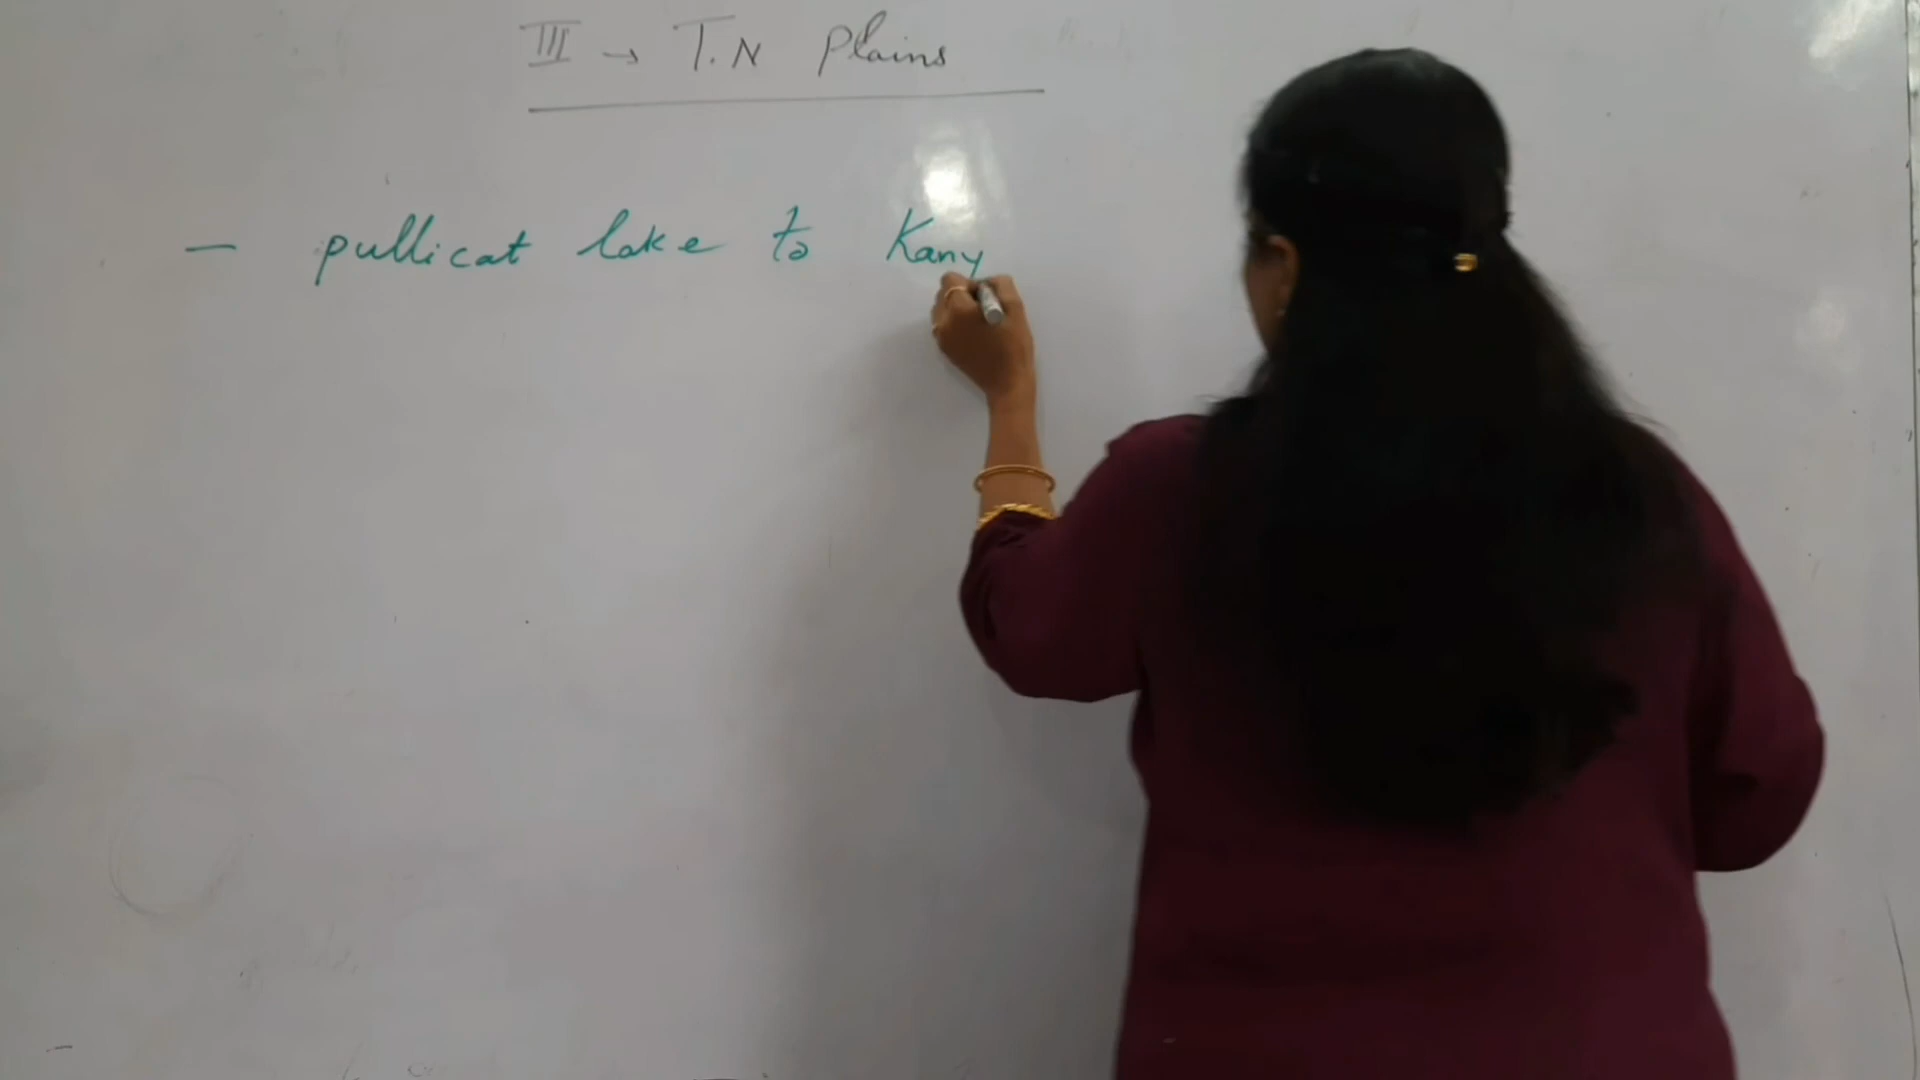 III → T.N Plains
— pullicat lake to Kany